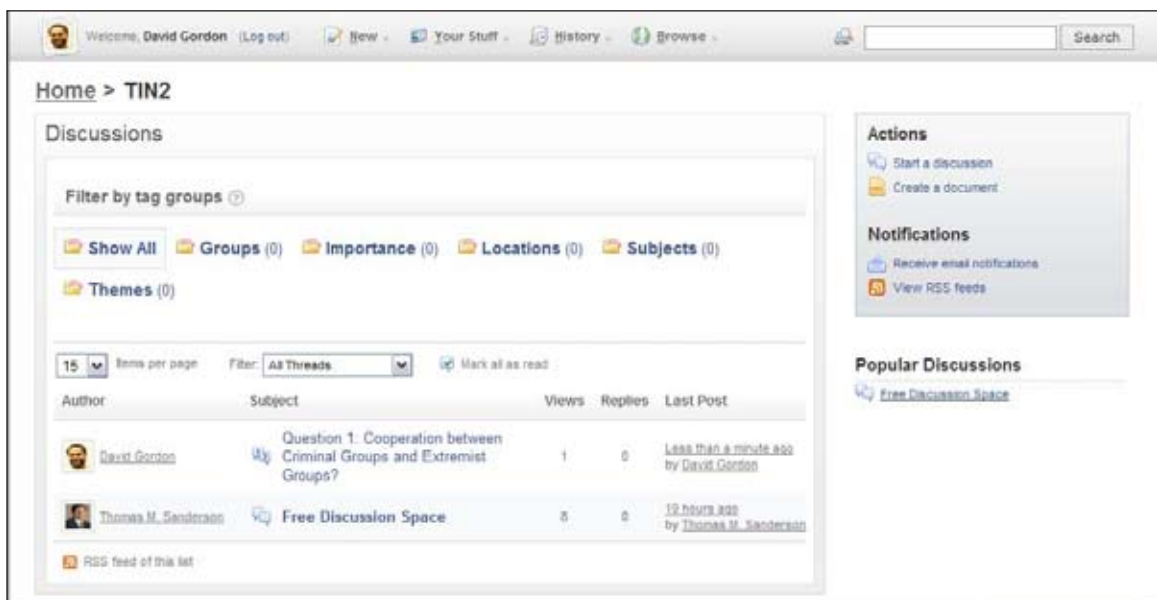 Welcome, David Gordon (Log out) New Your Stuff History Browse Search
Home > TIN2
Discussions
Filter by tag groups ?
Show All Groups (0) Importance (0) Locations (0) Subjects (0)
Themes (0)
15 Items per page Filter: All Threads Mark all as read
Author Subject Views Replies Last Post
David Gordon
Question 1: Cooperation between
Criminal Groups and Extremist
Groups?
1 0
Less than a minute ago
by David Gordon
Thomas M. Sanderson
Free Discussion Space
8 0
19 hours ago
by Thomas M. Sanderson
RSS feed of this list
Actions
Start a discussion
Create a document
Notifications
Receive email notifications
View RSS feeds
Popular Discussions
Free Discussion Space